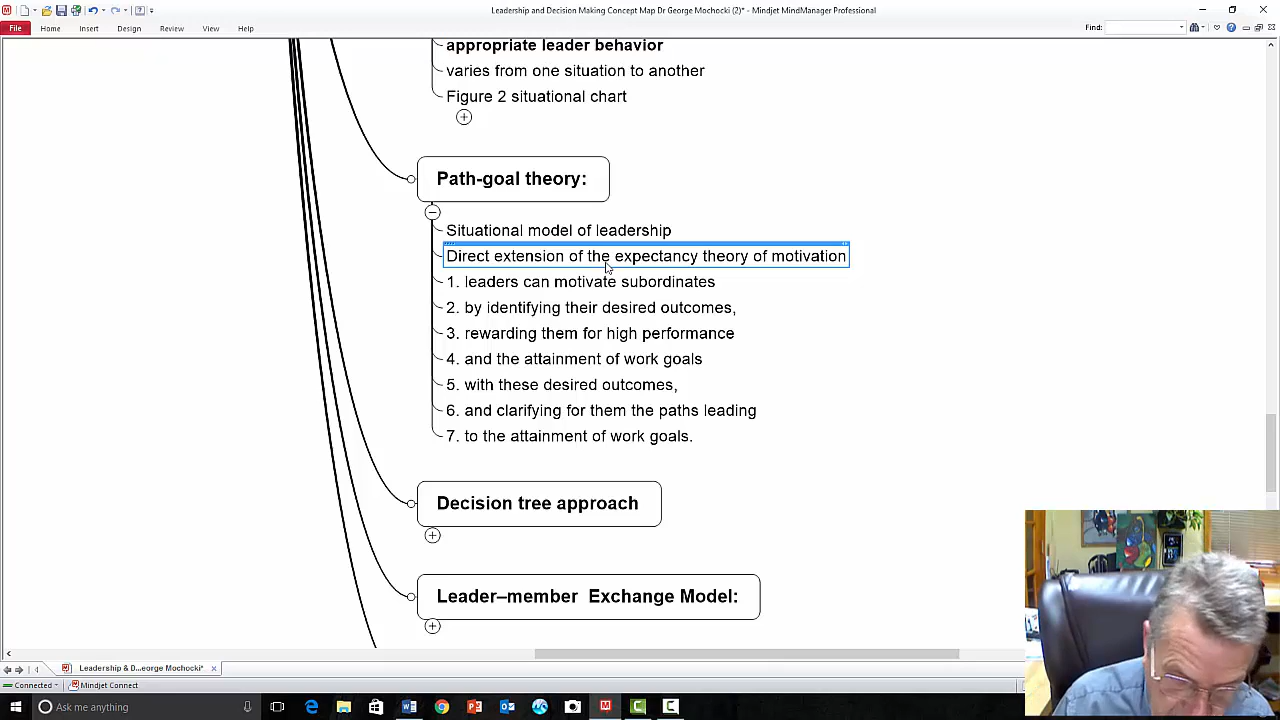 Leadership and Decision Making Concept Map Dr George Mochocki (2)* - Mindjet MindManager Professional
File Home Insert Design Review View Help
Find:
appropriate leader behavior
varies from one situation to another
Figure 2 situational chart
Path-goal theory:
Situational model of leadership
Direct extension of the expectancy theory of motivation
1. leaders can motivate subordinates
2. by identifying their desired outcomes,
3. rewarding them for high performance
4. and the attainment of work goals
5. with these desired outcomes,
6. and clarifying for them the paths leading
7. to the attainment of work goals.
Decision tree approach
Leader–member Exchange Model:
Leadership & D...eorge Mochocki*
Connected Mindjet Connect
Ask me anything